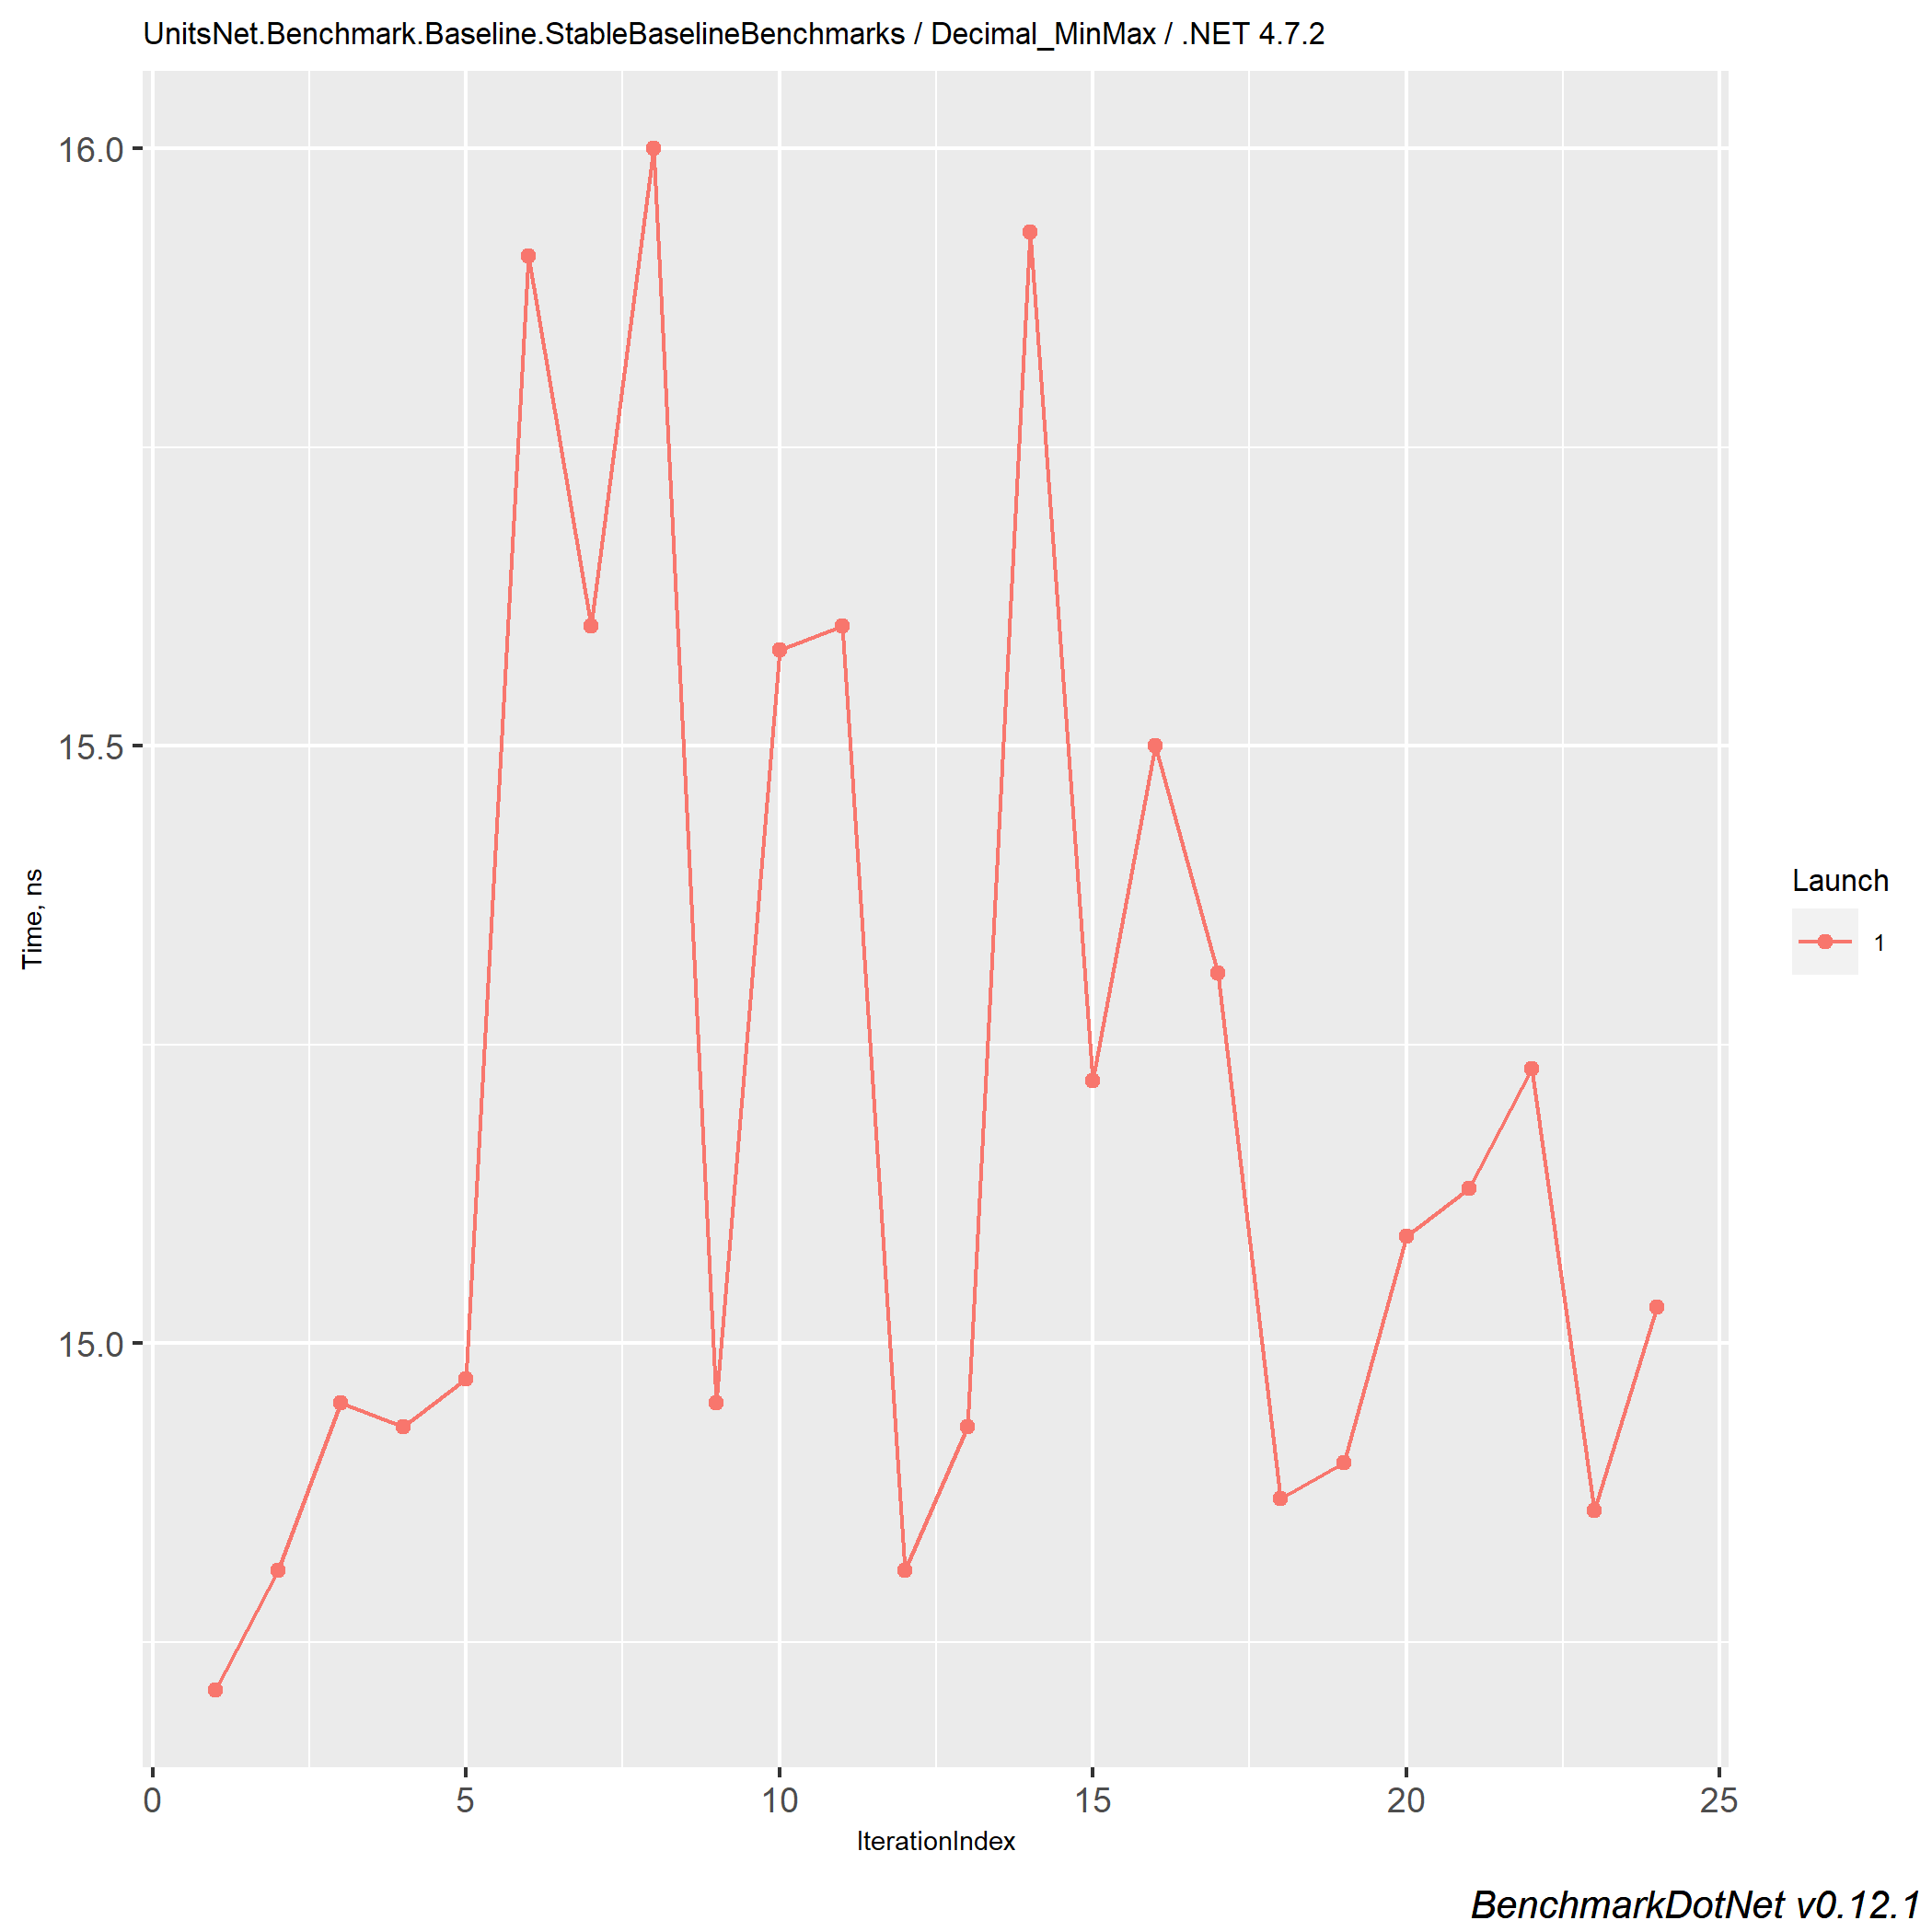 UnitsNet.Benchmark.Baseline.StableBaselineBenchmarks / Decimal_MinMax / .NET 4.7.2
16.0
15.5
15.0
Time, ns
0 5 10 15 20 25
IterationIndex
Launch
1
BenchmarkDotNet v0.12.1